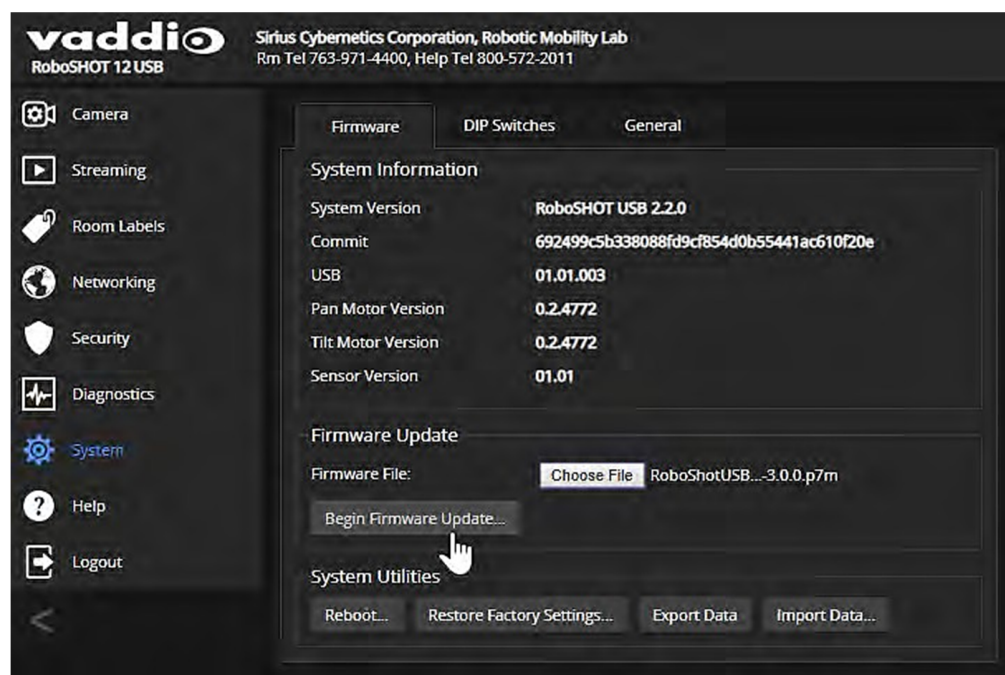 vaddio
RoboSHOT 12 USB
Sirius Cybernetics Corporation, Robotic Mobility Lab
Rm Tel 763-971-4400, Help Tel 800-572-2011
Camera
Streaming
Room Labels
Networking
Security
Diagnostics
System
Help
Logout
<
Firmware
DIP Switches
General
System Information
System Version RoboSHOT USB 2.2.0
Commit 692499c5b338088fd9cf854d0b55441ac610f20e
USB 01.01.003
Pan Motor Version 0.2.4772
Tilt Motor Version 0.2.4772
Sensor Version 01.01
Firmware Update
Firmware File: Choose File RoboShotUSB...-3.0.0.p7m
Begin Firmware Update...
System Utilities
Reboot... Restore Factory Settings... Export Data Import Data...